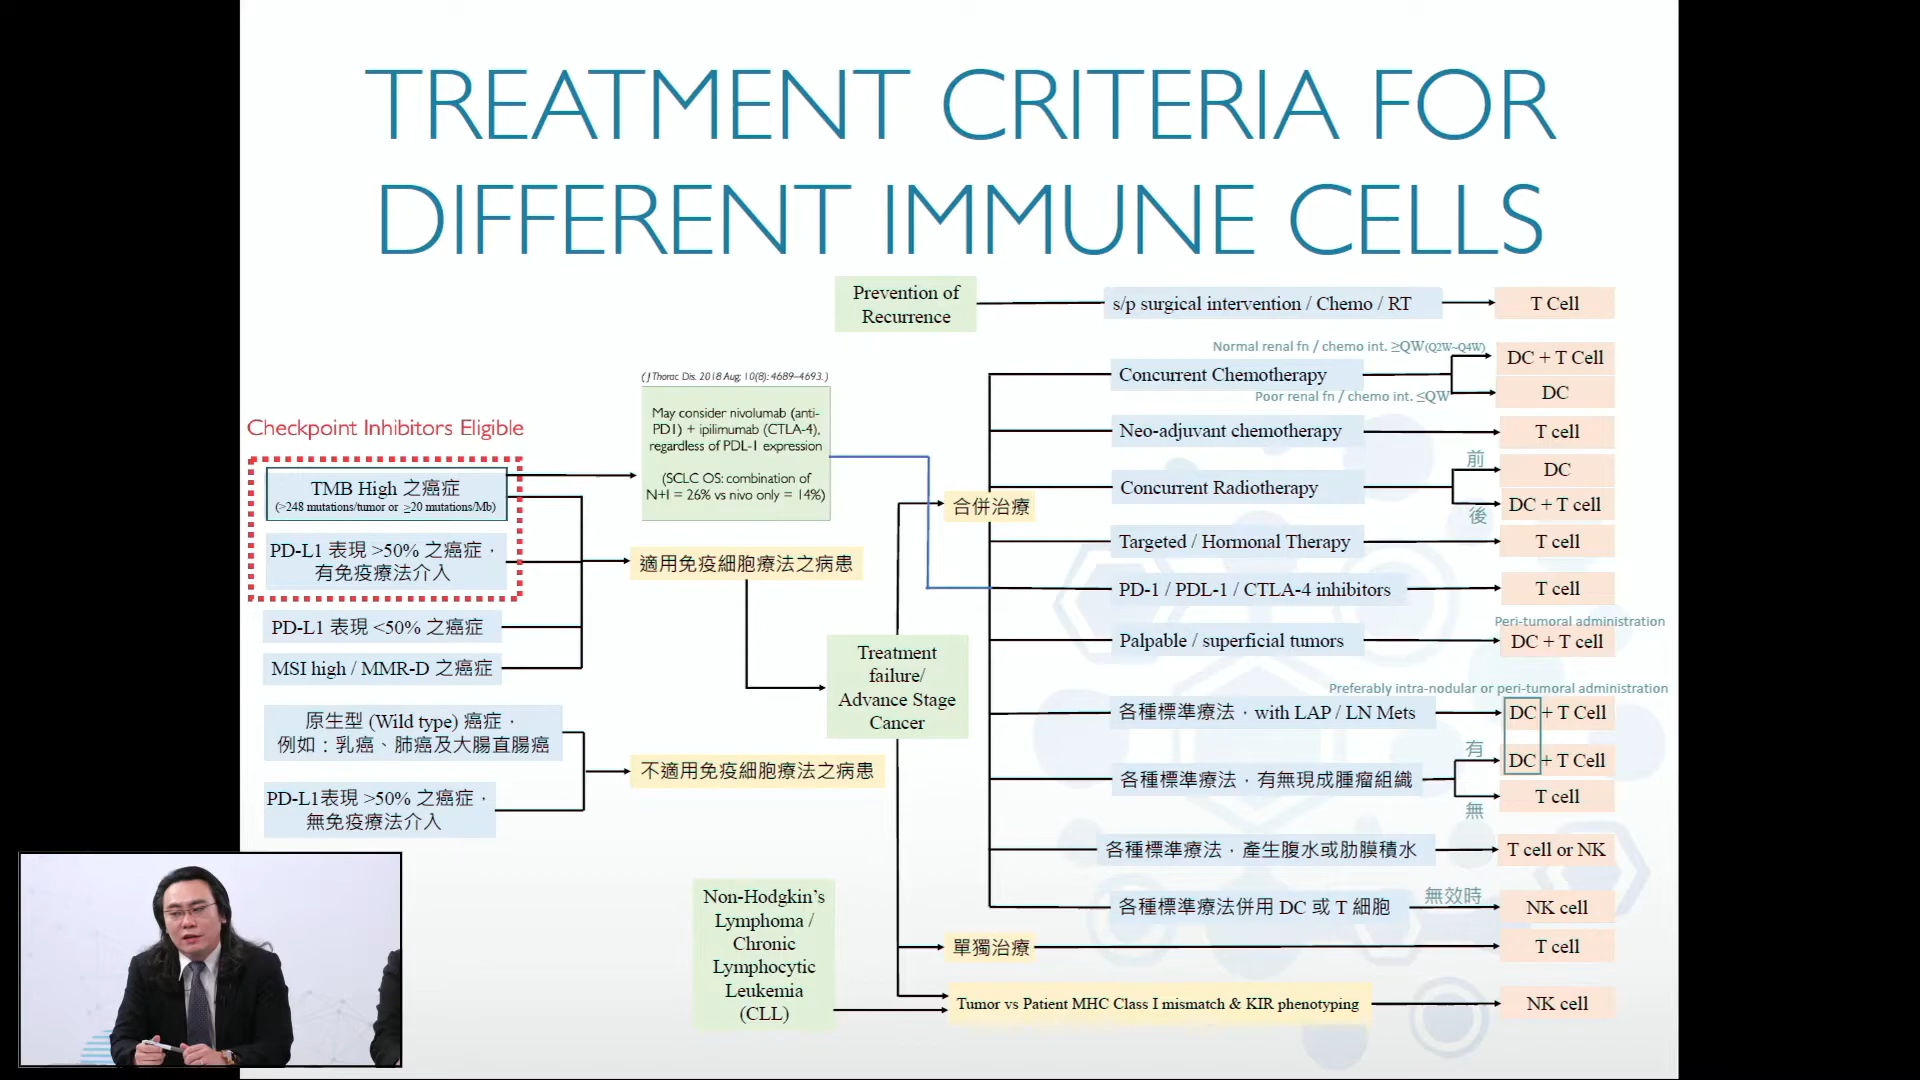 TREATMENT CRITERIA FOR
DIFFERENT IMMUNE CELLS
Prevention of
Recurrence
s/p surgical intervention / Chemo / RT
T Cell
Normal renal fn / chemo int. ≥QW(Q2W~Q4W)
Concurrent Chemotherapy
DC + T Cell
Poor renal fn / chemo int. ≤QW
DC
Neo-adjuvant chemotherapy
T cell
Concurrent Radiotherapy
前
DC
後
DC + T cell
Targeted / Hormonal Therapy
T cell
PD-1 / PDL-1 / CTLA-4 inhibitors
T cell
Peri-tumoral administration
Palpable / superficial tumors
DC + T cell
Preferably intra-nodular or peri-tumoral administration
各種標準療法，with LAP / LN Mets
DC + T Cell
各種標準療法，有無現成腫瘤組織
有
DC + T Cell
無
T cell
各種標準療法，產生腹水或肋膜積水
T cell or NK
各種標準療法併用 DC 或 T 細胞
無效時
NK cell
合併治療
單獨治療
T cell
Tumor vs Patient MHC Class I mismatch & KIR phenotyping
NK cell
( J Thorac Dis. 2018 Aug; 10(8): 4689–4693. )
May consider nivolumab (anti-
PD1) + ipilimumab (CTLA-4),
regardless of PDL-1 expression
(SCLC OS: combination of
N+I = 26% vs nivo only = 14%)
Checkpoint Inhibitors Eligible
TMB High 之癌症
(>248 mutations/tumor or ≥20 mutations/Mb)
PD-L1 表現 >50% 之癌症，
有免疫療法介入
PD-L1 表現 <50% 之癌症
MSI high / MMR-D 之癌症
適用免疫細胞療法之病患
Treatment
failure/
Advance Stage
Cancer
原生型 (Wild type) 癌症，
例如：乳癌、肺癌及大腸直腸癌
PD-L1表現 >50% 之癌症，
無免疫療法介入
不適用免疫細胞療法之病患
Non-Hodgkin’s
Lymphoma /
Chronic
Lymphocytic
Leukemia
(CLL)